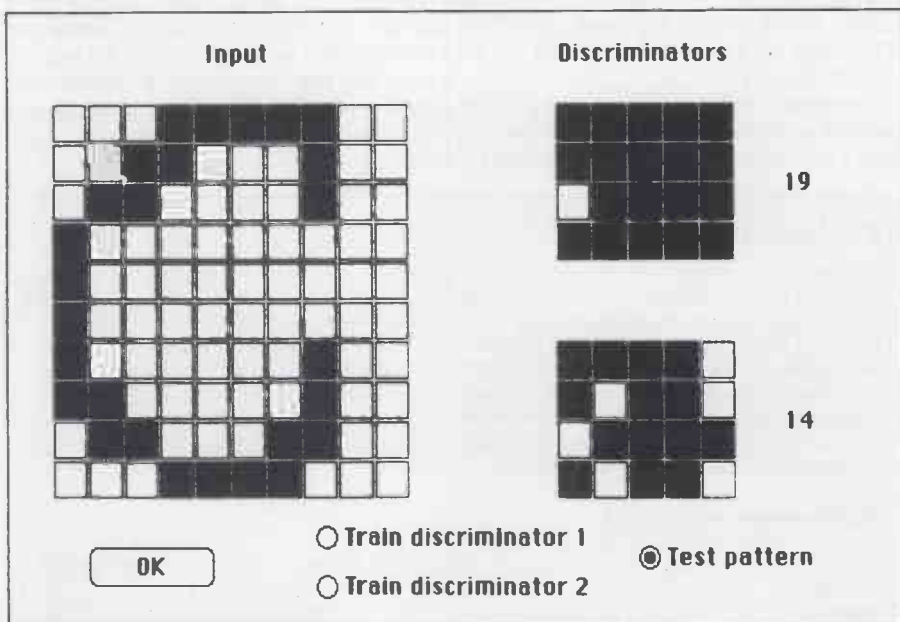 Input
Discriminators
19
14
OK
Train discriminator 1
Train discriminator 2
Test pattern